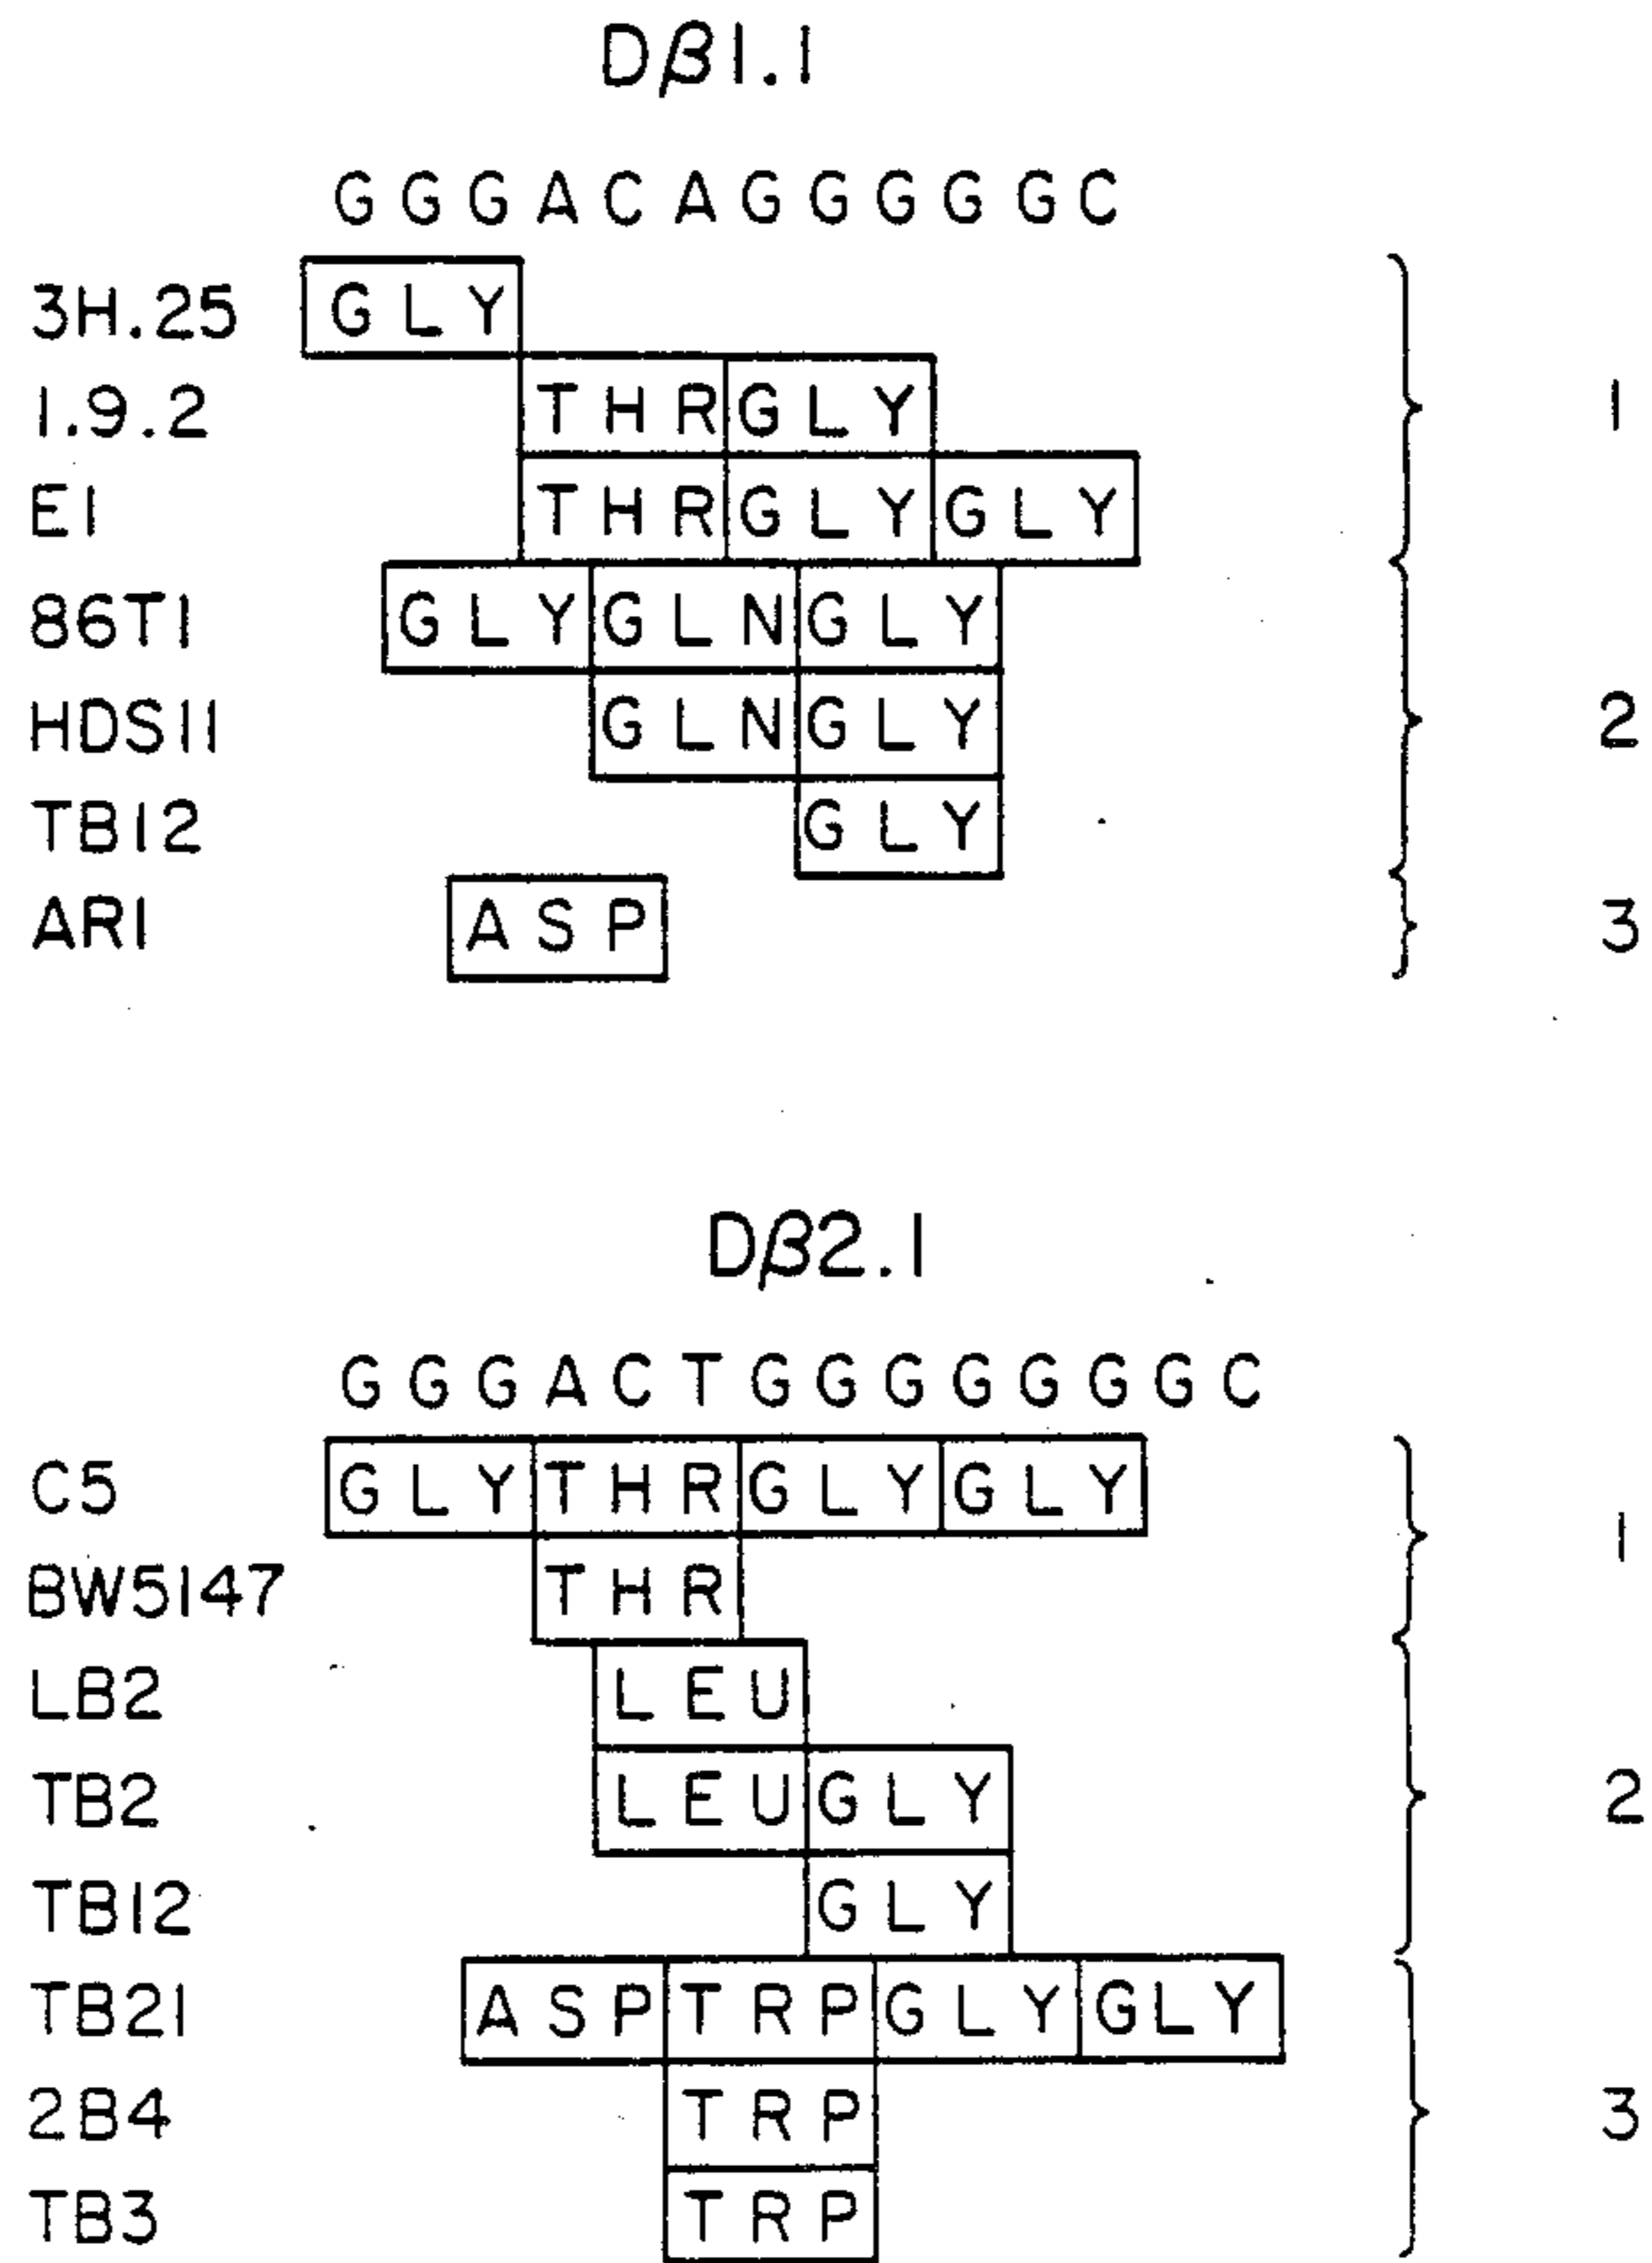 Dβ1.1
GGGACAGGGGGC
3H.25 GLY
1.9.2 THR GLY 1
E1 THR GLY GLY
86T1 GLY GLN GLY
HDS11 GLN GLY 2
TB12 GLY
AR1 ASP 3
Dβ2.1
GGGACTGGGGGGGC
C5 GLY THR GLY GLY 1
BW5147 THR
LB2 LEU
TB2 LEU GLY 2
TB12 GLY
TB21 ASP TRP GLY GLY
2B4 TRP 3
TB3 TRP